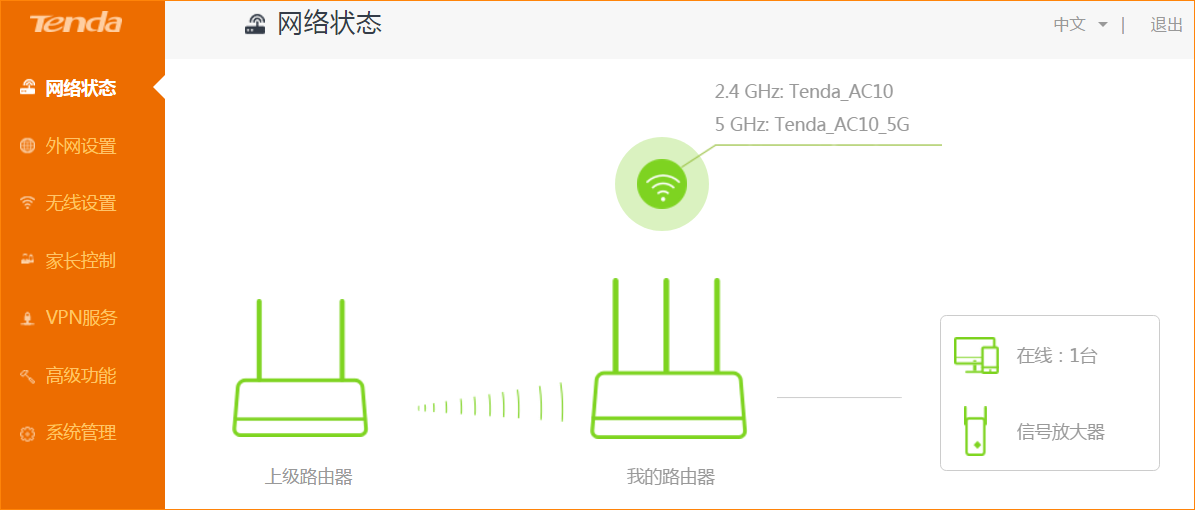 Tenda
网络状态
中文 | 退出
网络状态
外网设置
无线设置
家长控制
VPN服务
高级功能
系统管理
2.4 GHz: Tenda_AC10
5 GHz: Tenda_AC10_5G
上级路由器
我的路由器
在线：1台
信号放大器